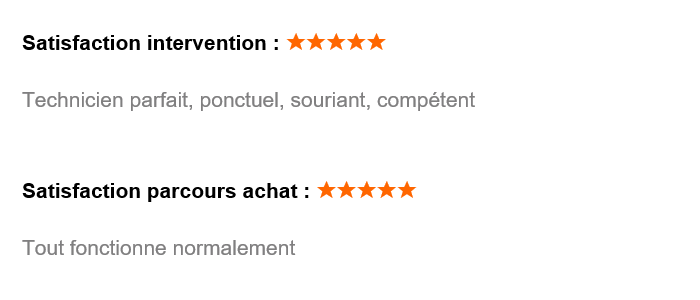 Satisfaction intervention : ★★★★★
Technicien parfait, ponctuel, souriant, compétent
Satisfaction parcours achat : ★★★★★
Tout fonctionne normalement